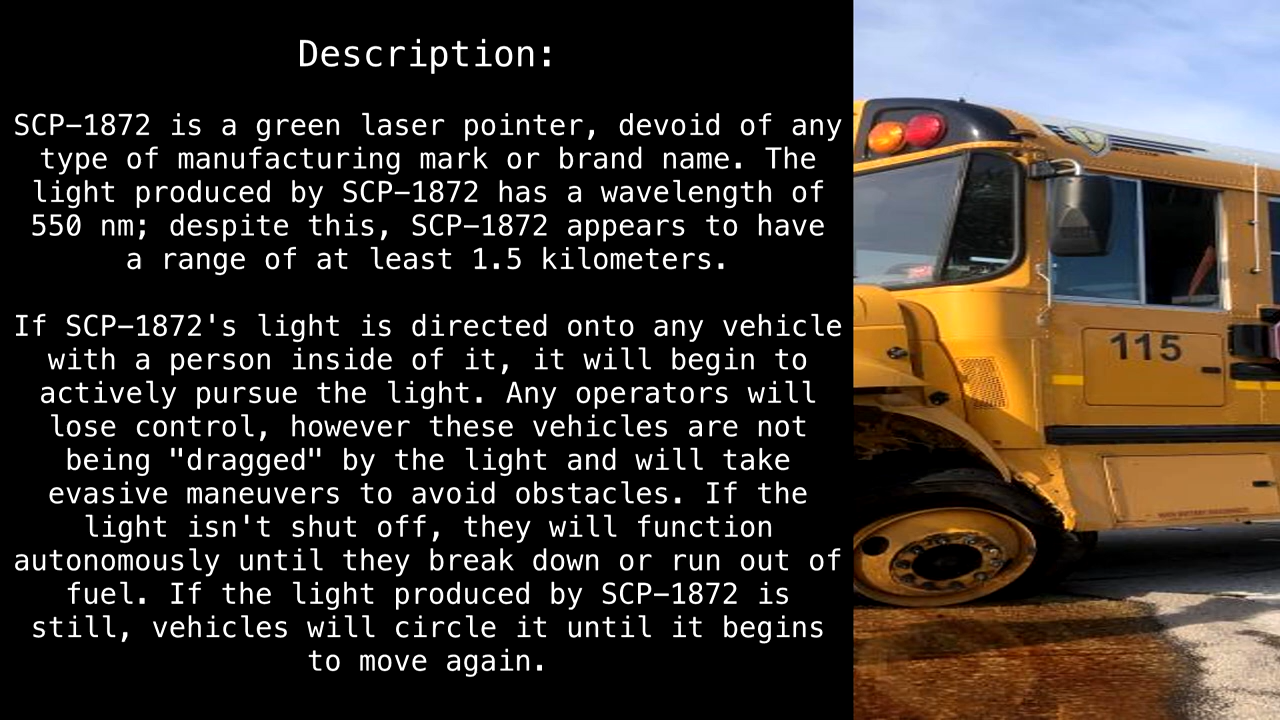 Description:
SCP-1872 is a green laser pointer, devoid of any
type of manufacturing mark or brand name. The
light produced by SCP-1872 has a wavelength of
550 nm; despite this, SCP-1872 appears to have
a range of at least 1.5 kilometers.
If SCP-1872's light is directed onto any vehicle
with a person inside of it, it will begin to
actively pursue the light. Any operators will
lose control, however these vehicles are not
being "dragged" by the light and will take
evasive maneuvers to avoid obstacles. If the
light isn't shut off, they will function
autonomously until they break down or run out of
fuel. If the light produced by SCP-1872 is
still, vehicles will circle it until it begins
to move again.
115